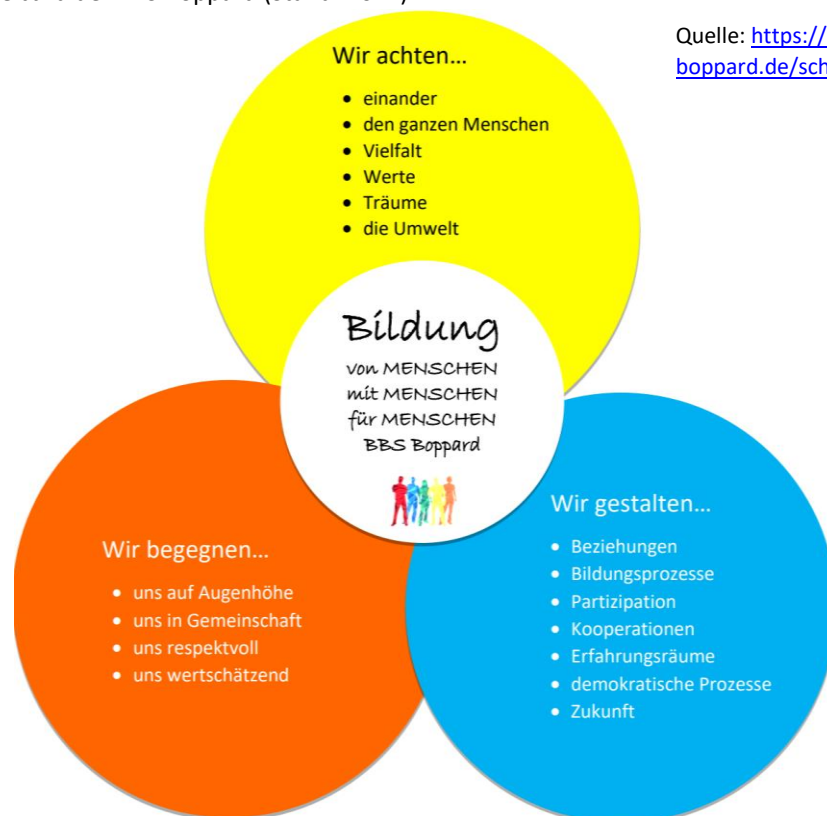 Wir achten...
• einander
• den ganzen Menschen
• Vielfalt
• Werte
• Träume
• die Umwelt
Quelle: https://
boppard.de/sch
Bildung
von MENSCHEN
mit MENSCHEN
für MENSCHEN
BBS Boppard
Wir begegnen...
• uns auf Augenhöhe
• uns in Gemeinschaft
• uns respektvoll
• uns wertschätzend
Wir gestalten...
• Beziehungen
• Bildungsprozesse
• Partizipation
• Kooperationen
• Erfahrungsräume
• demokratische Prozesse
• Zukunft